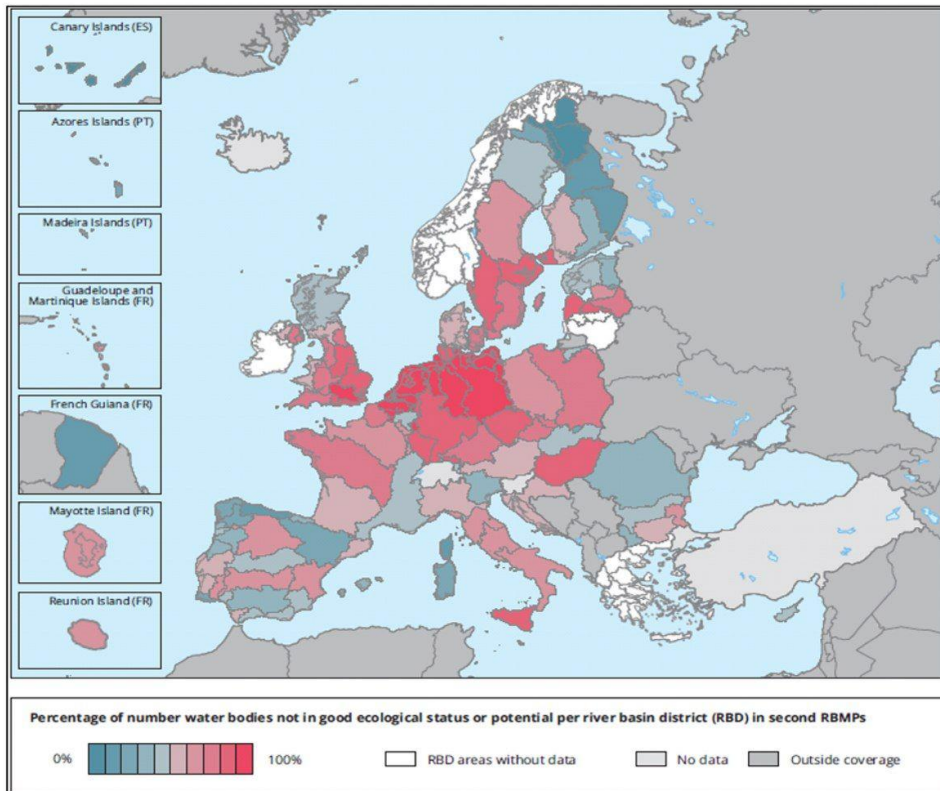 Canary Islands (ES)
Azores Islands (PT)
Madeira Islands (PT)
Guadeloupe and
Martinique Islands (FR)
French Guiana (FR)
Mayotte Island (FR)
Reunion Island (FR)
Percentage of number water bodies not in good ecological status or potential per river basin district (RBD) in second RBMPs
0% 100% RBD areas without data No data Outside coverage